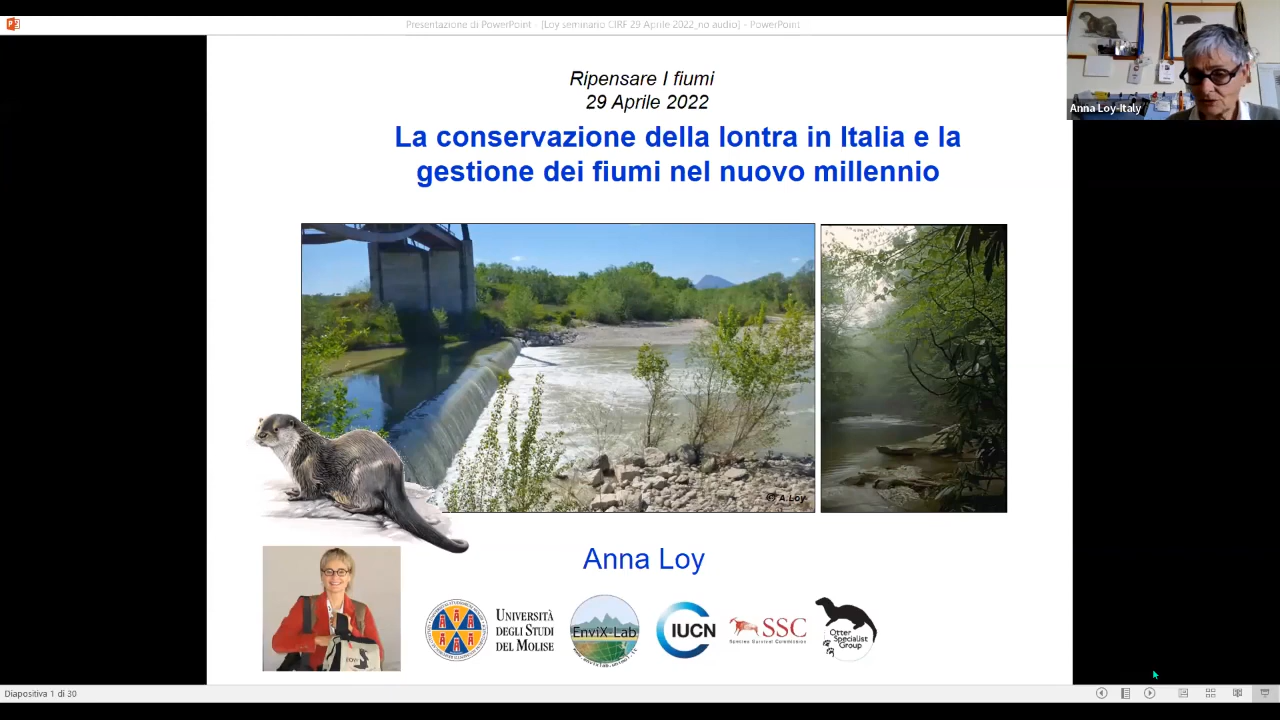 Presentazione di PowerPoint - [Loy seminario CIRF 29 Aprile 2022_no audio] - PowerPoint
Anna Loy-Italy
Ripensare I fiumi
29 Aprile 2022
La conservazione della lontra in Italia e la
gestione dei fiumi nel nuovo millennio
© A.Loy
Anna Loy
UNIVERSITÀ
DEGLI STUDI
DEL MOLISE
EnviX-Lab
IUCN
SSC
Species Survival Commission
Otter
Specialist
Group
Diapositiva 1 di 30